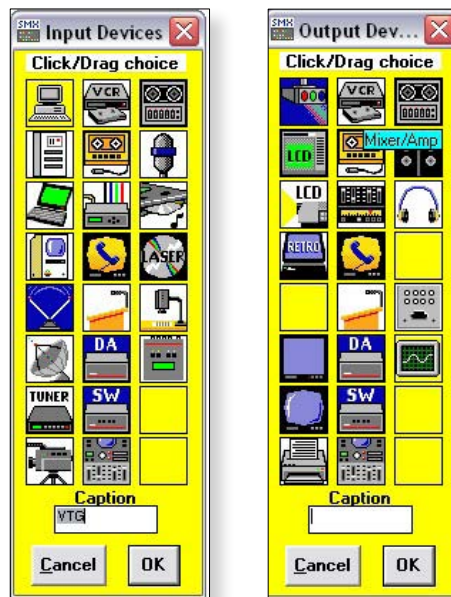 SMX
Input Devices
Click/Drag choice
VCR
LASER
DA
TUNER
SW
Caption
VTG
Cancel
OK
SMX
Output Dev...
Click/Drag choice
VCR
LCD
Mixer/Amp
LCD
RETRO
DA
SW
Caption
Cancel
OK